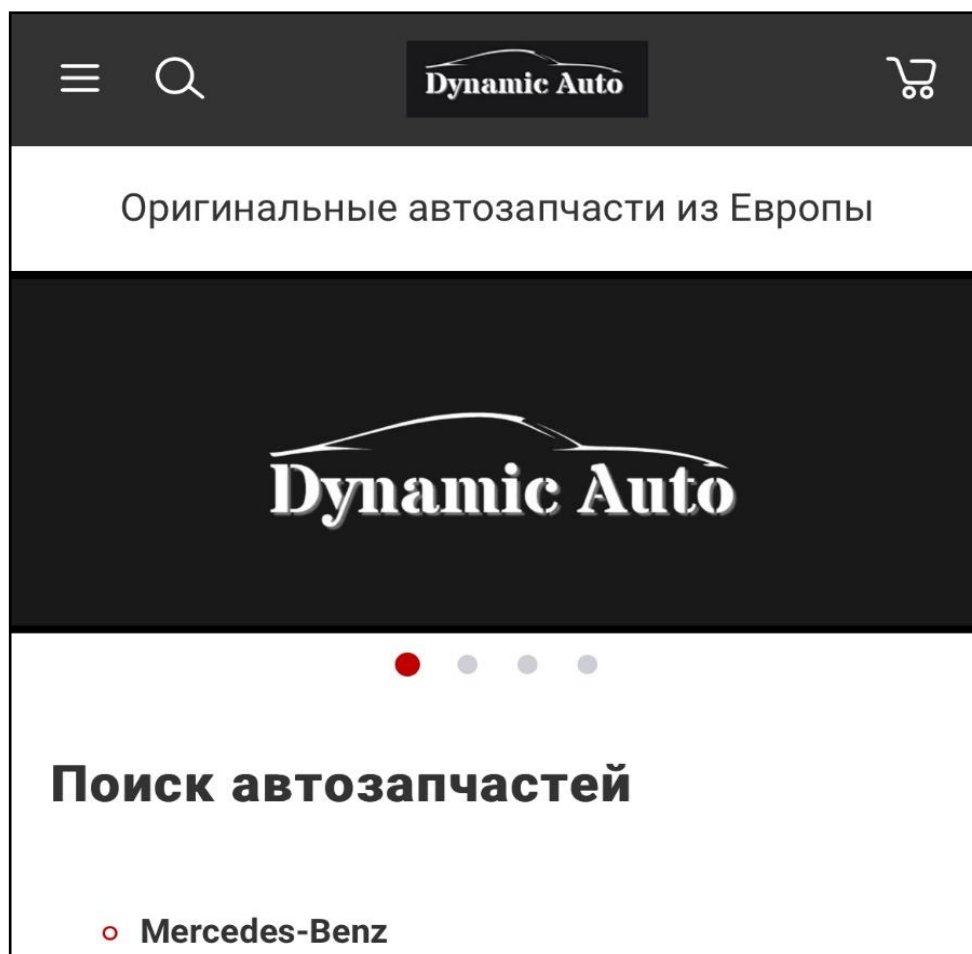 Dynamic Auto
Оригинальные автозапчасти из Европы
Dynamic Auto
Поиск автозапчастей
Mercedes-Benz